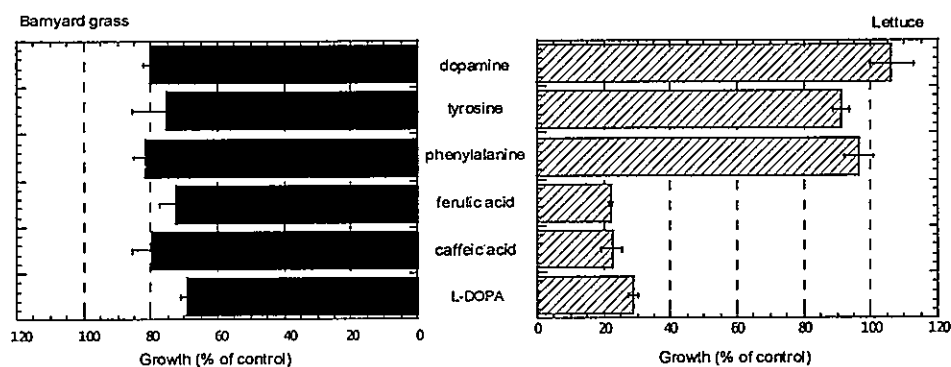 Barnyard grass
Lettuce
dopamine
tyrosine
phenylalanine
ferulic acid
caffeic acid
L-DOPA
120 100 80 60 40 20 0
0 20 40 60 80 100 120
Growth (% of control)
Growth (% of control)